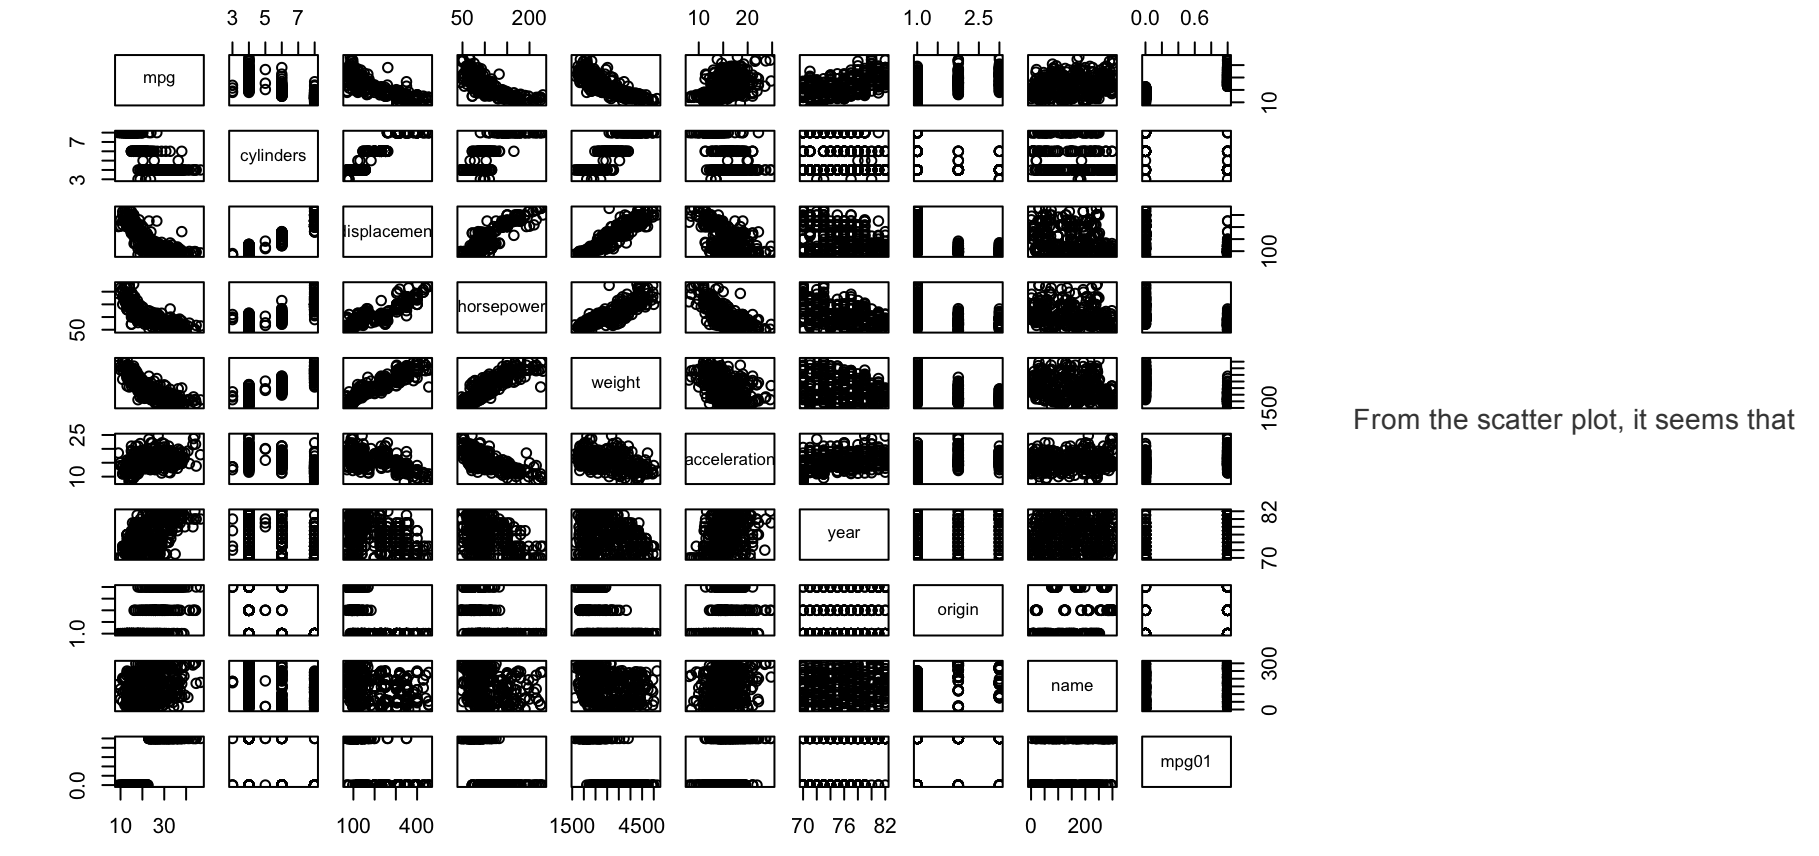 3 5 7 50 200 10 20 1.0 2.5 0.0 0.6
mpg
10
7
3
cylinders
displacemen
100
50
horsepower
weight
1500
From the scatter plot, it seems that
25
10
acceleration
year
82
70
1.0
origin
name
300
0
0.0
mpg01
10 30 100 400 1500 4500 70 76 82 0 200